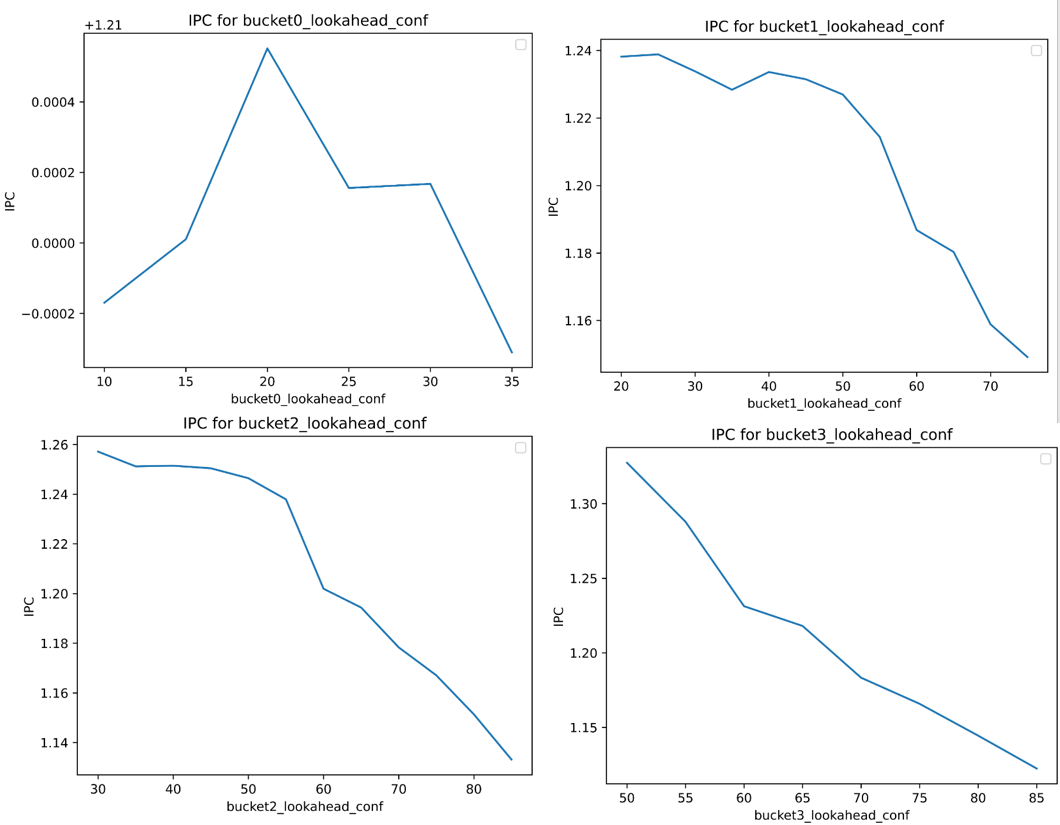 IPC for bucket0_lookahead_conf
+1.21
0.0004
0.0002
0.0000
−0.0002
IPC
10 15 20 25 30 35
bucket0_lookahead_conf
IPC for bucket1_lookahead_conf
1.24
1.22
1.20
1.18
1.16
IPC
20 30 40 50 60 70
bucket1_lookahead_conf
IPC for bucket2_lookahead_conf
1.26
1.24
1.22
1.20
1.18
1.16
1.14
IPC
30 40 50 60 70 80
bucket2_lookahead_conf
IPC for bucket3_lookahead_conf
1.30
1.25
1.20
1.15
IPC
50 55 60 65 70 75 80 85
bucket3_lookahead_conf